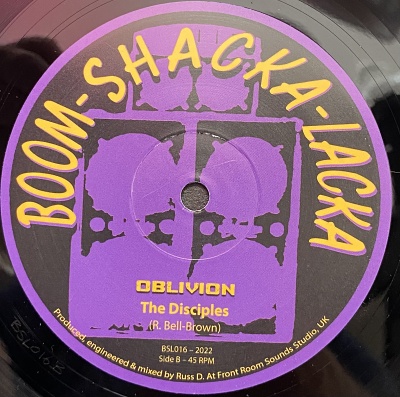 BOOM-SHACKA-LACKA
OBLIVION
The Disciples
(R. Bell-Brown)
BSL016 – 2022
Side B – 45 RPM
Produced, engineered & mixed by Russ D. At Front Room Sounds Studio, UK
BSL016B